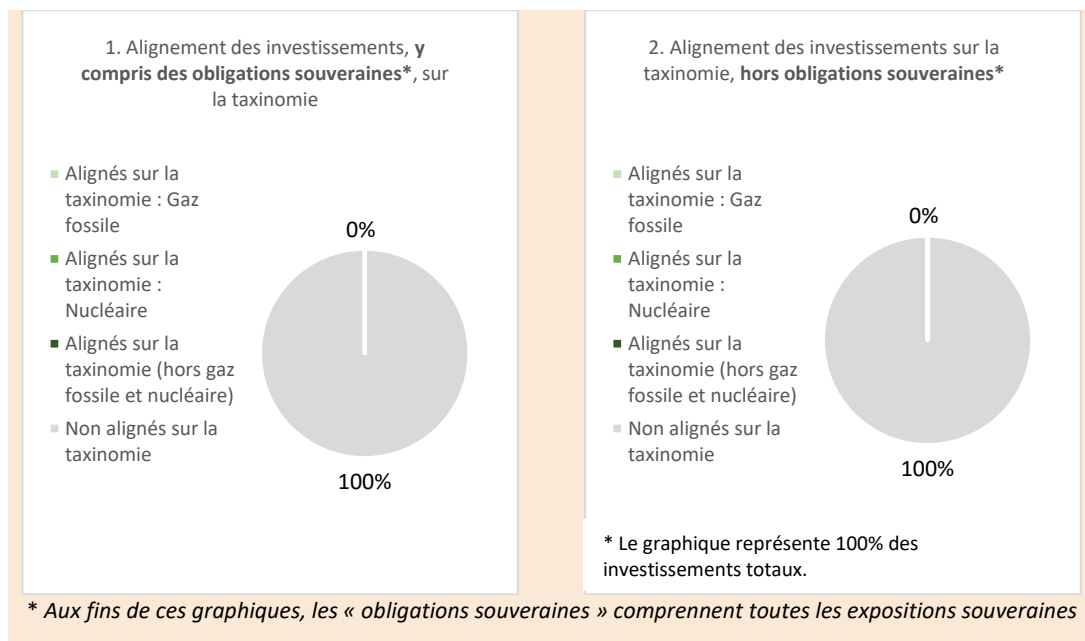 1. Alignement des investissements, y
compris des obligations souveraines*, sur
la taxinomie
Alignés sur la
taxinomie : Gaz
fossile
Alignés sur la
taxinomie :
Nucléaire
Alignés sur la
taxinomie (hors gaz
fossile et nucléaire)
Non alignés sur la
taxinomie
0%
100%
2. Alignement des investissements sur la
taxinomie, hors obligations souveraines*
Alignés sur la
taxinomie : Gaz
fossile
Alignés sur la
taxinomie :
Nucléaire
Alignés sur la
taxinomie (hors gaz
fossile et nucléaire)
Non alignés sur la
taxinomie
0%
100%
* Le graphique représente 100% des
investissements totaux.
* Aux fins de ces graphiques, les « obligations souveraines » comprennent toutes les expositions souveraines